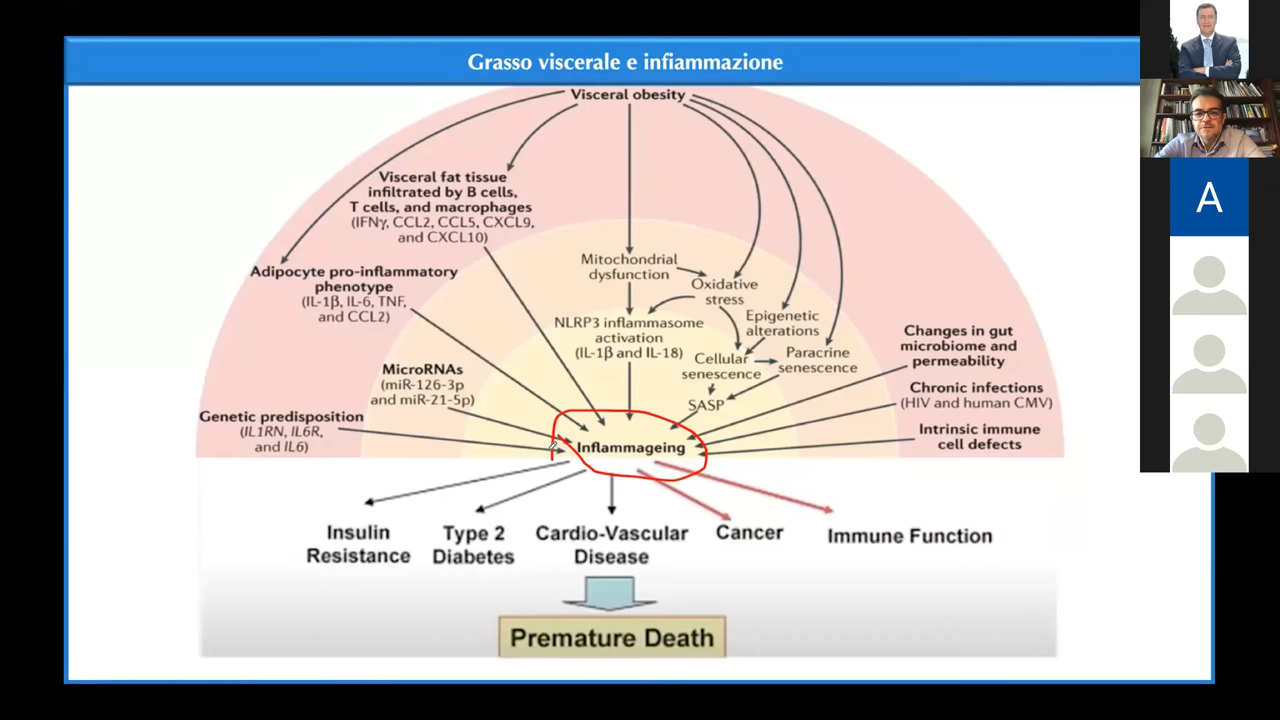 Grasso viscerale e infiammazione
Visceral obesity
Visceral fat tissue
infiltrated by B cells,
T cells, and macrophages
(IFNγ, CCL2, CCL5, CXCL9,
and CXCL10)
Adipocyte pro-inflammatory
phenotype
(IL-1β, IL-6, TNF,
and CCL2)
MicroRNAs
(miR-126-3p
and miR-21-5p)
Genetic predisposition
(IL1RN, IL6R,
and IL6)
Mitochondrial
dysfunction
Oxidative
stress
NLRP3 inflammasome
activation
(IL-1β and IL-18)
Epigenetic
alterations
Cellular
senescence
Paracrine
senescence
SASP
Changes in gut
microbiome and
permeability
Chronic infections
(HIV and human CMV)
Intrinsic immune
cell defects
Inflammageing
Insulin
Resistance
Type 2
Diabetes
Cardio-Vascular
Disease
Cancer
Immune Function
Premature Death
A